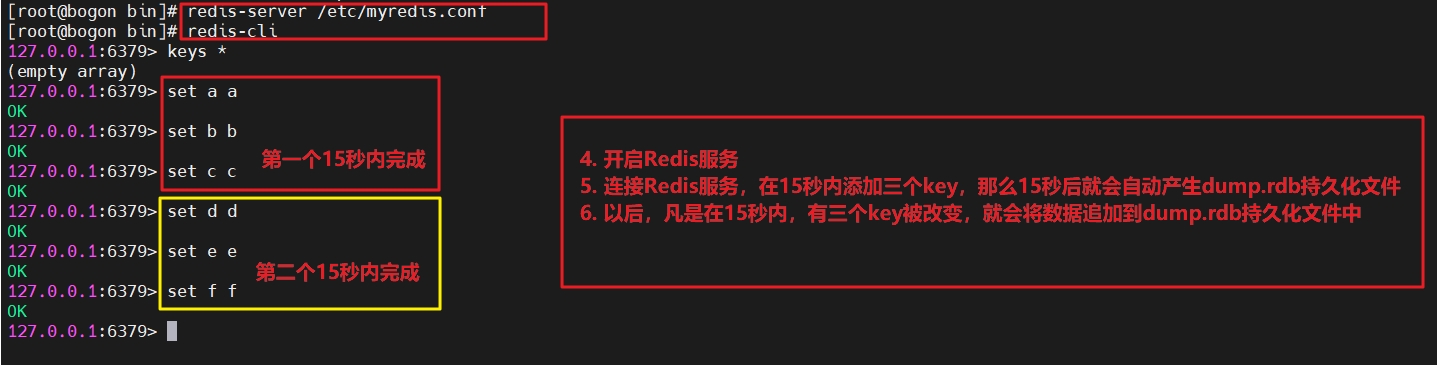 [root@bogon bin]# redis-server /etc/myredis.conf
[root@bogon bin]# redis-cli
127.0.0.1:6379> keys *
(empty array)
127.0.0.1:6379> set a a
OK
127.0.0.1:6379> set b b
OK
127.0.0.1:6379> set c c
OK
第一个15秒内完成
127.0.0.1:6379> set d d
OK
127.0.0.1:6379> set e e
OK
127.0.0.1:6379> set f f
OK
第二个15秒内完成
127.0.0.1:6379>
4. 开启Redis服务
5. 连接Redis服务，在15秒内添加三个key，那么15秒后就会自动产生dump.rdb持久化文件
6. 以后，凡是在15秒内，有三个key被改变，就会将数据追加到dump.rdb持久化文件中